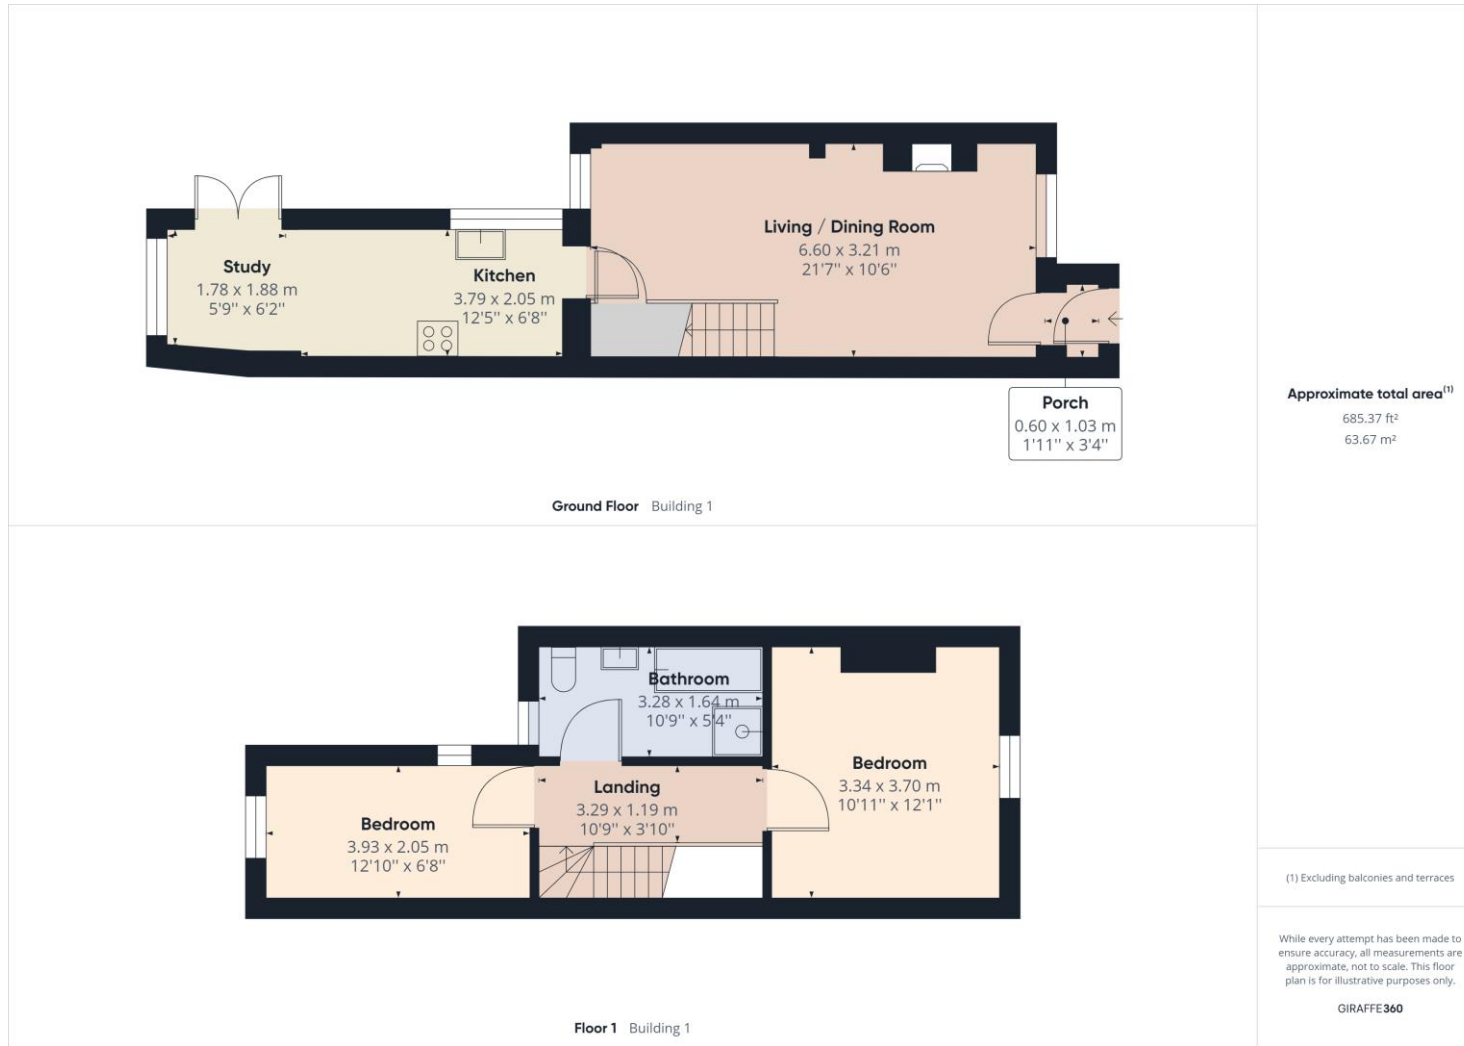 Study
1.78 x 1.88 m
5'9" x 6'2"
Kitchen
3.79 x 2.05 m
12'5" x 6'8"
Living / Dining Room
6.60 x 3.21 m
21'7" x 10'6"
Porch
0.60 x 1.03 m
1'11" x 3'4"
Ground Floor Building 1
Approximate total area(1)
685.37 ft²
63.67 m²
Bathroom
3.28 x 1.64 m
10'9" x 5'4"
Landing
3.29 x 1.19 m
10'9" x 3'10"
Bedroom
3.34 x 3.70 m
10'11" x 12'1"
Bedroom
3.93 x 2.05 m
12'10" x 6'8"
Floor 1 Building 1
(1) Excluding balconies and terraces
While every attempt has been made to
ensure accuracy, all measurements are
approximate, not to scale. This floor
plan is for illustrative purposes only.
GIRAFFE360